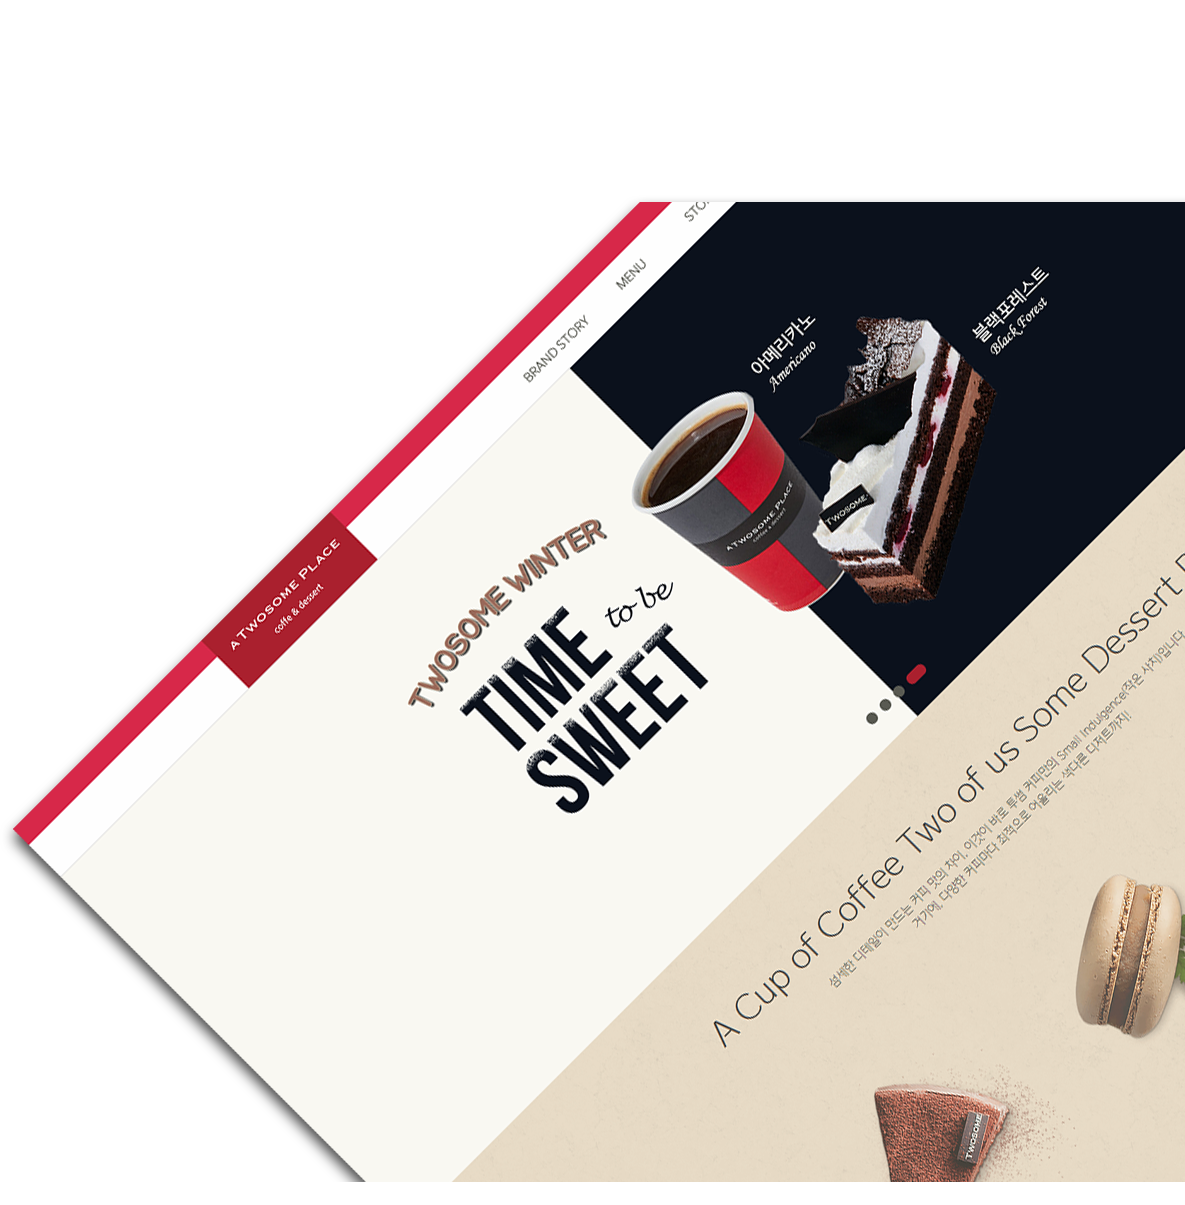 A TWOSOME PLACE
coffe & dessert
BRAND STORY
MENU
TWOSOME WINTER
TIME
to be
SWEET
아메리카노
Americano
블랙포레스트
Black Forest
A TWOSOME PLACE
coffee & dessert
TWOSOME
A Cup of Coffee Two of us Some Dessert
섬세한 디테일이 만드는 커피 맛의 차이, 이것이 바로 투썸 커피만의 Small Indulgence(작은 사치)입니다.
거기에, 다양한 커피마다 최적으로 어울리는 색다른 디저트까지!
TWOSOME